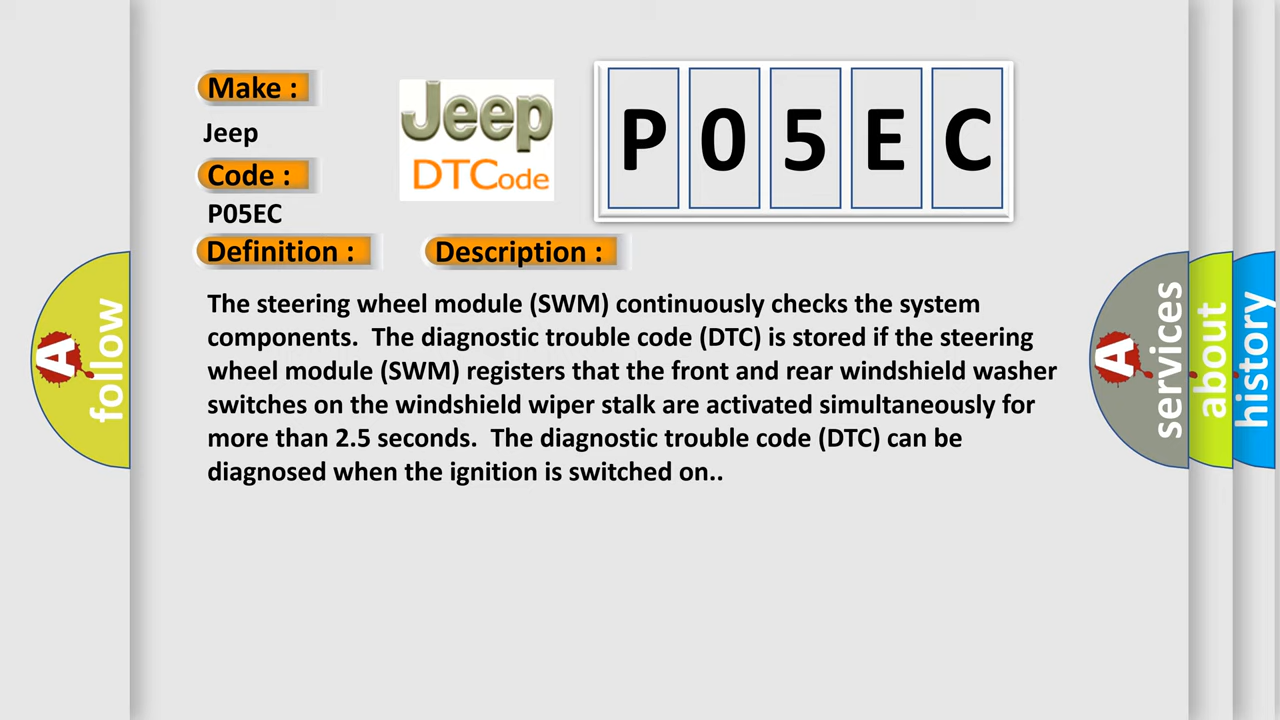 Make :
Jeep
Code :
P05EC
Definition :
Description :
Jeep
DTCode
P05EC
The steering wheel module (SWM) continuously checks the system
components.  The diagnostic trouble code (DTC) is stored if the steering
wheel module (SWM) registers that the front and rear windshield washer
switches on the windshield wiper stalk are activated simultaneously for
more than 2.5 seconds.  The diagnostic trouble code (DTC) can be
diagnosed when the ignition is switched on..
A
follow
A
services
about
history